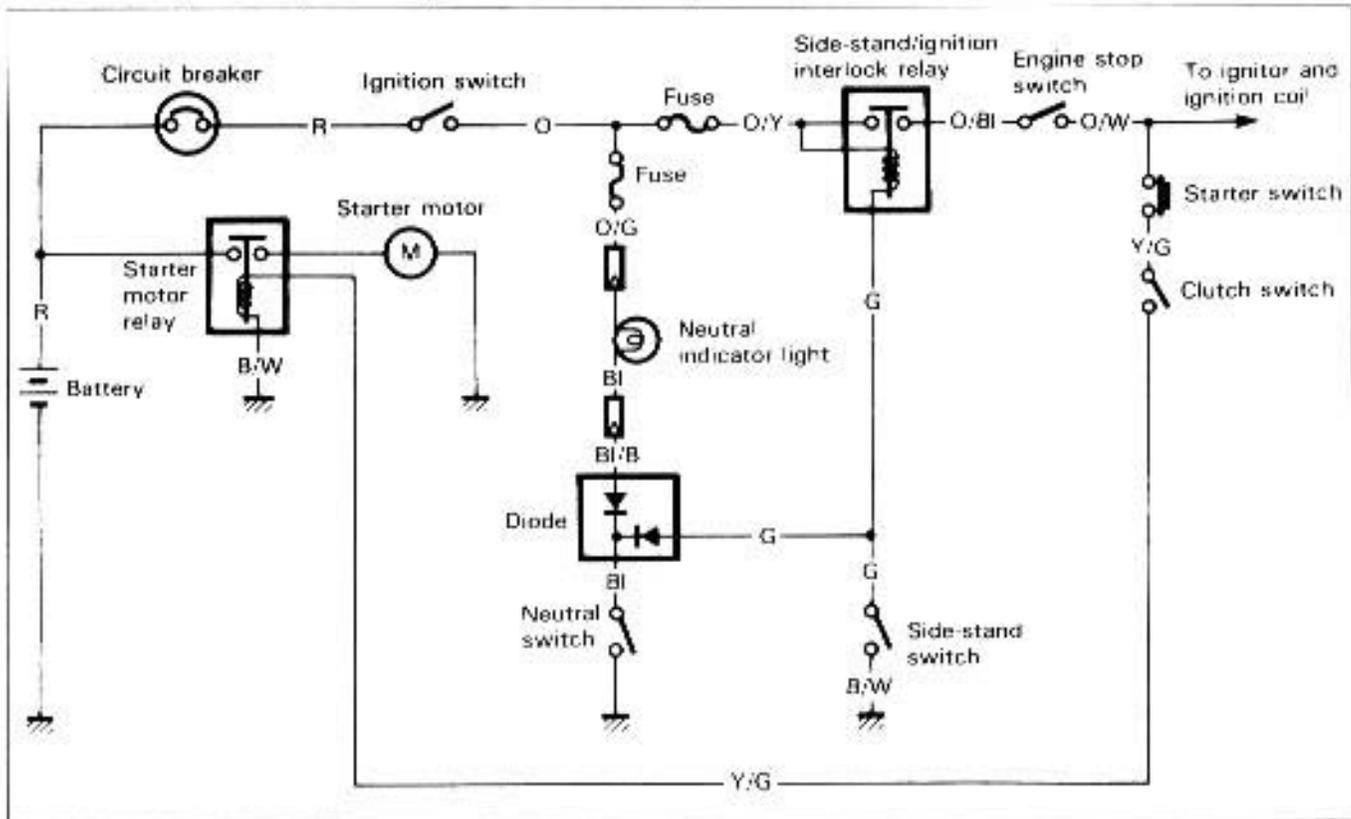 Circuit breaker
Ignition switch
Fuse
Side-stand/ignition
interlock relay
Engine stop
switch
To ignitor and
ignition coil
R
O
O/Y
O/Bl
O/W
Fuse
Starter switch
Starter motor
O/G
M
Y/G
Starter
motor
relay
R
G
Clutch switch
Neutral
indicator light
B/W
Battery
Bl
Bl/B
Diode
G
Bl
G
Neutral
switch
Side-stand
switch
B/W
Y/G